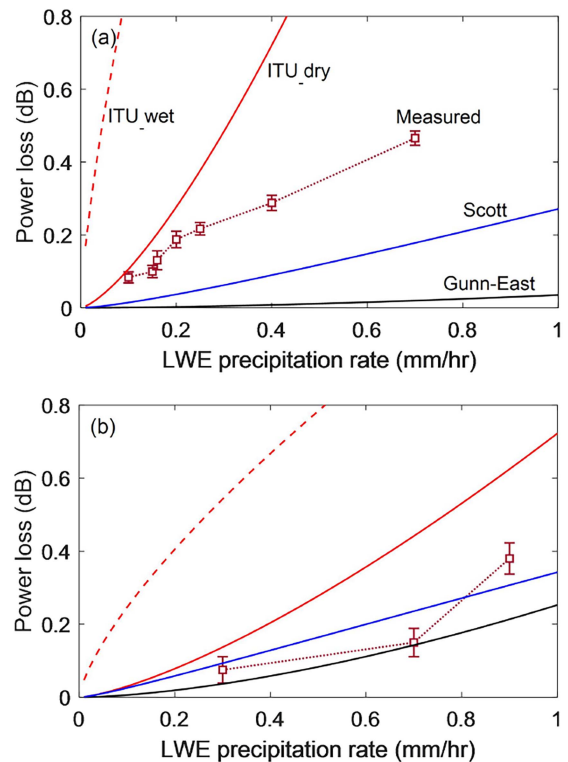 (a)
ITU_wet
ITU_dry
Measured
Scott
Gunn-East
Power loss (dB)
0.8
0.6
0.4
0.2
0
0 0.2 0.4 0.6 0.8 1
LWE precipitation rate (mm/hr)
(b)
Power loss (dB)
0.8
0.6
0.4
0.2
0
0 0.2 0.4 0.6 0.8 1
LWE precipitation rate (mm/hr)